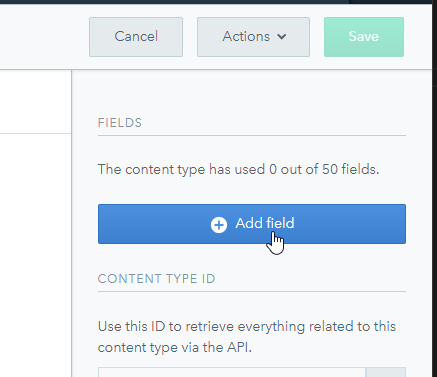 Cancel
Actions
Save
FIELDS
The content type has used 0 out of 50 fields.
Add field
CONTENT TYPE ID
Use this ID to retrieve everything related to this
content type via the API.